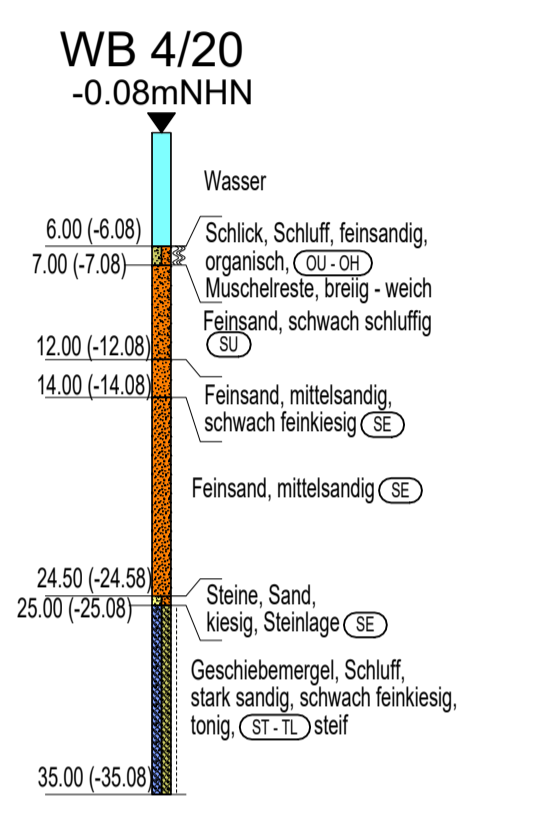 WB 4/20
-0.08mNHN
Wasser
6.00 (-6.08)
Schlick, Schluff, feinsandig,
organisch, OU - OH
7.00 (-7.08)
Muschelreste, breiig - weich
Feinsand, schwach schluffig
SU
12.00 (-12.08)
14.00 (-14.08)
Feinsand, mittelsandig,
schwach feinkiesig SE
Feinsand, mittelsandig SE
24.50 (-24.58)
25.00 (-25.08)
Steine, Sand,
kiesig, Steinlage SE
Geschiebemergel, Schluff,
stark sandig, schwach feinkiesig,
tonig, ST - TL steif
35.00 (-35.08)